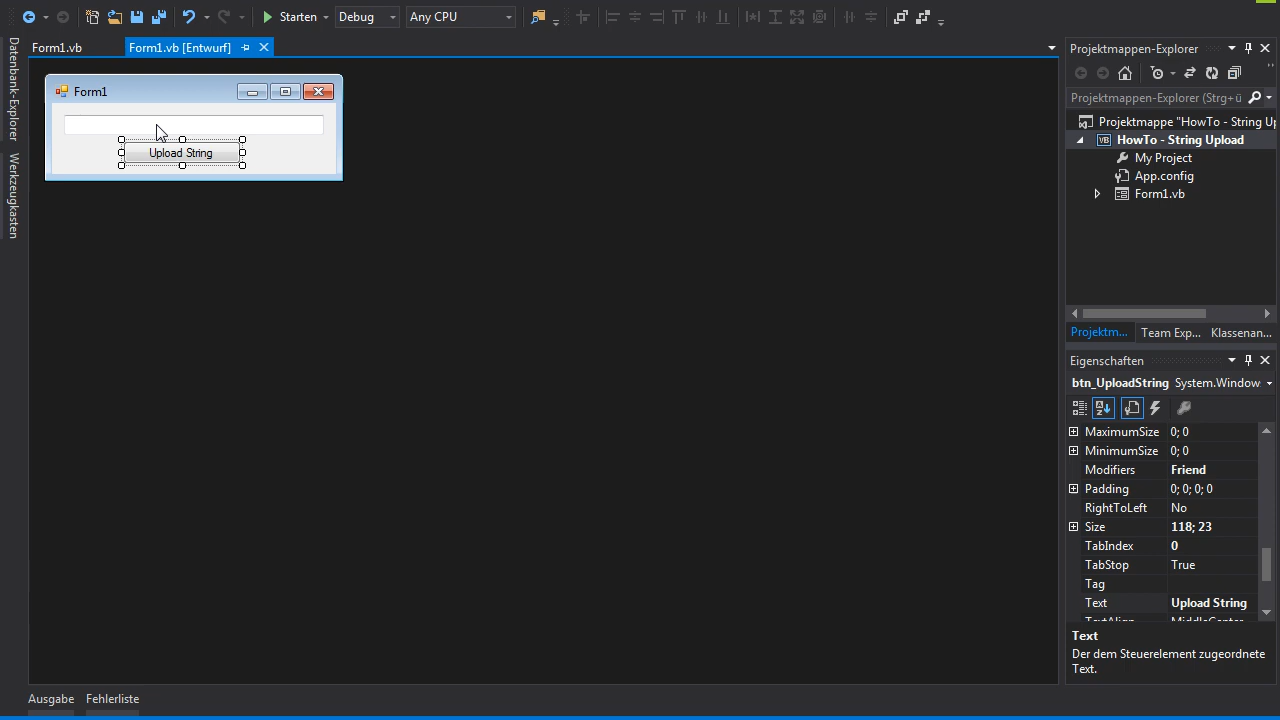 Starten
Debug
Any CPU
Form1.vb
Form1.vb [Entwurf]
Datenbank-Explorer
Werkzeugkasten
Form1
Upload String
Projektmappen-Explorer
Projektmappen-Explorer (Strg+ü
Projektmappe "HowTo - String Up
HowTo - String Upload
My Project
App.config
Form1.vb
Projektm...
Team Exp...
Klassenan...
Eigenschaften
btn_UploadString System.Window
MaximumSize 0; 0
MinimumSize 0; 0
Modifiers Friend
Padding 0; 0; 0; 0
RightToLeft No
Size 118; 23
TabIndex 0
TabStop True
Tag
Text Upload String
TextAlign MiddleCenter
Text
Der dem Steuerelement zugeordnete
Text.
Ausgabe
Fehlerliste